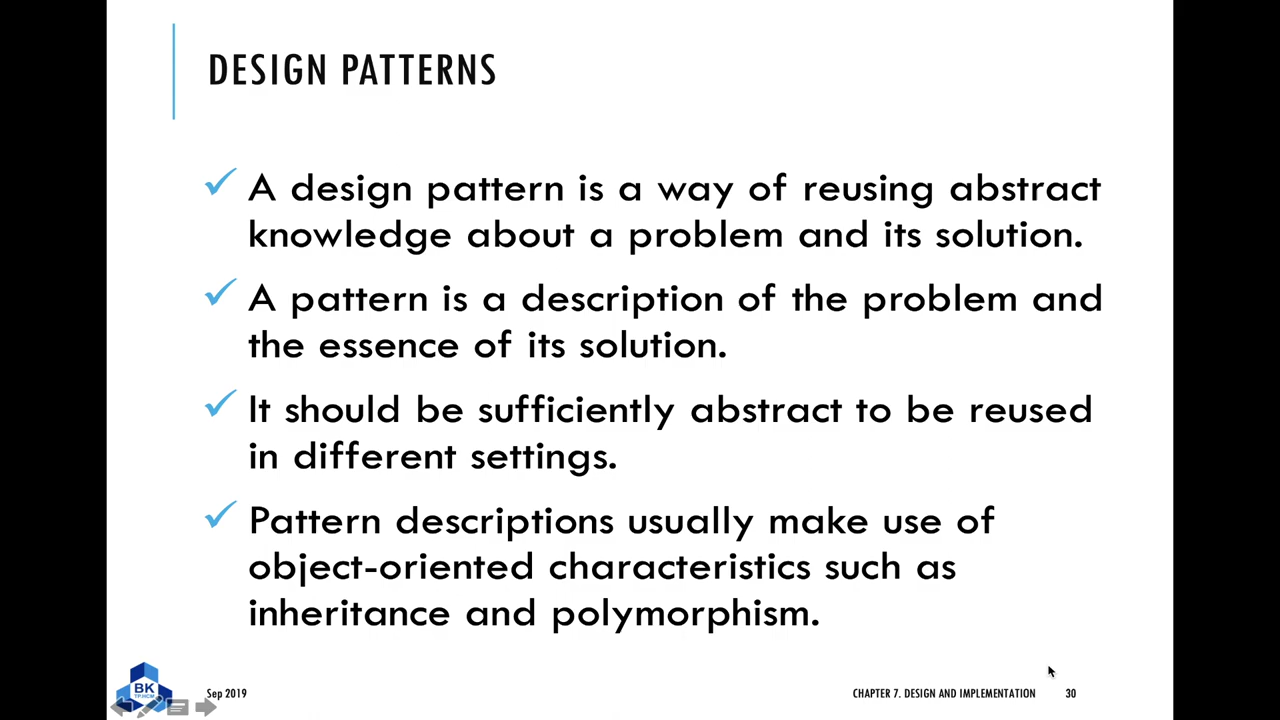 DESIGN PATTERNS
A design pattern is a way of reusing abstract
knowledge about a problem and its solution.
A pattern is a description of the problem and
the essence of its solution.
It should be sufficiently abstract to be reused
in different settings.
Pattern descriptions usually make use of
object-oriented characteristics such as
inheritance and polymorphism.
BK
TP.HCM
Sep 2019
CHAPTER 7. DESIGN AND IMPLEMENTATION
30